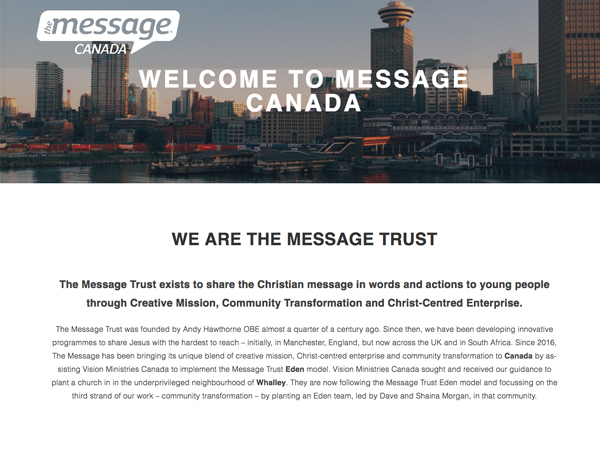 the message®
CANADA
WELCOME TO MESSAGE
CANADA
WE ARE THE MESSAGE TRUST
The Message Trust exists to share the Christian message in words and actions to young people
through Creative Mission, Community Transformation and Christ-Centred Enterprise.
The Message Trust was founded by Andy Hawthorne OBE almost a quarter of a century ago. Since then, we have been developing innovative
programmes to share Jesus with the hardest to reach – initially, in Manchester, England, but now across the UK and in South Africa. Since 2016,
The Message has been bringing its unique blend of creative mission, Christ-centred enterprise and community transformation to Canada by as-
sisting Vision Ministries Canada to implement the Message Trust Eden model. Vision Ministries Canada sought and received our guidance to
plant a church in in the underprivileged neighbourhood of Whalley. They are now following the Message Trust Eden model and focussing on the
third strand of our work – community transformation – by planting an Eden team, led by Dave and Shaina Morgan, in that community.